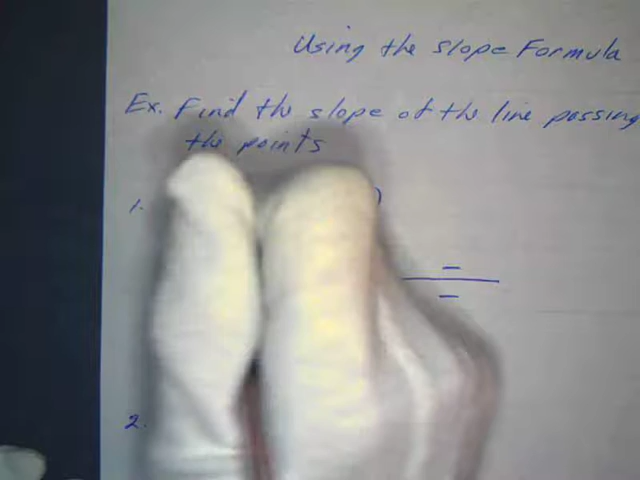 Using the slope Formula
Ex. Find the slope of the line passing
the points
1. )
– –
2.